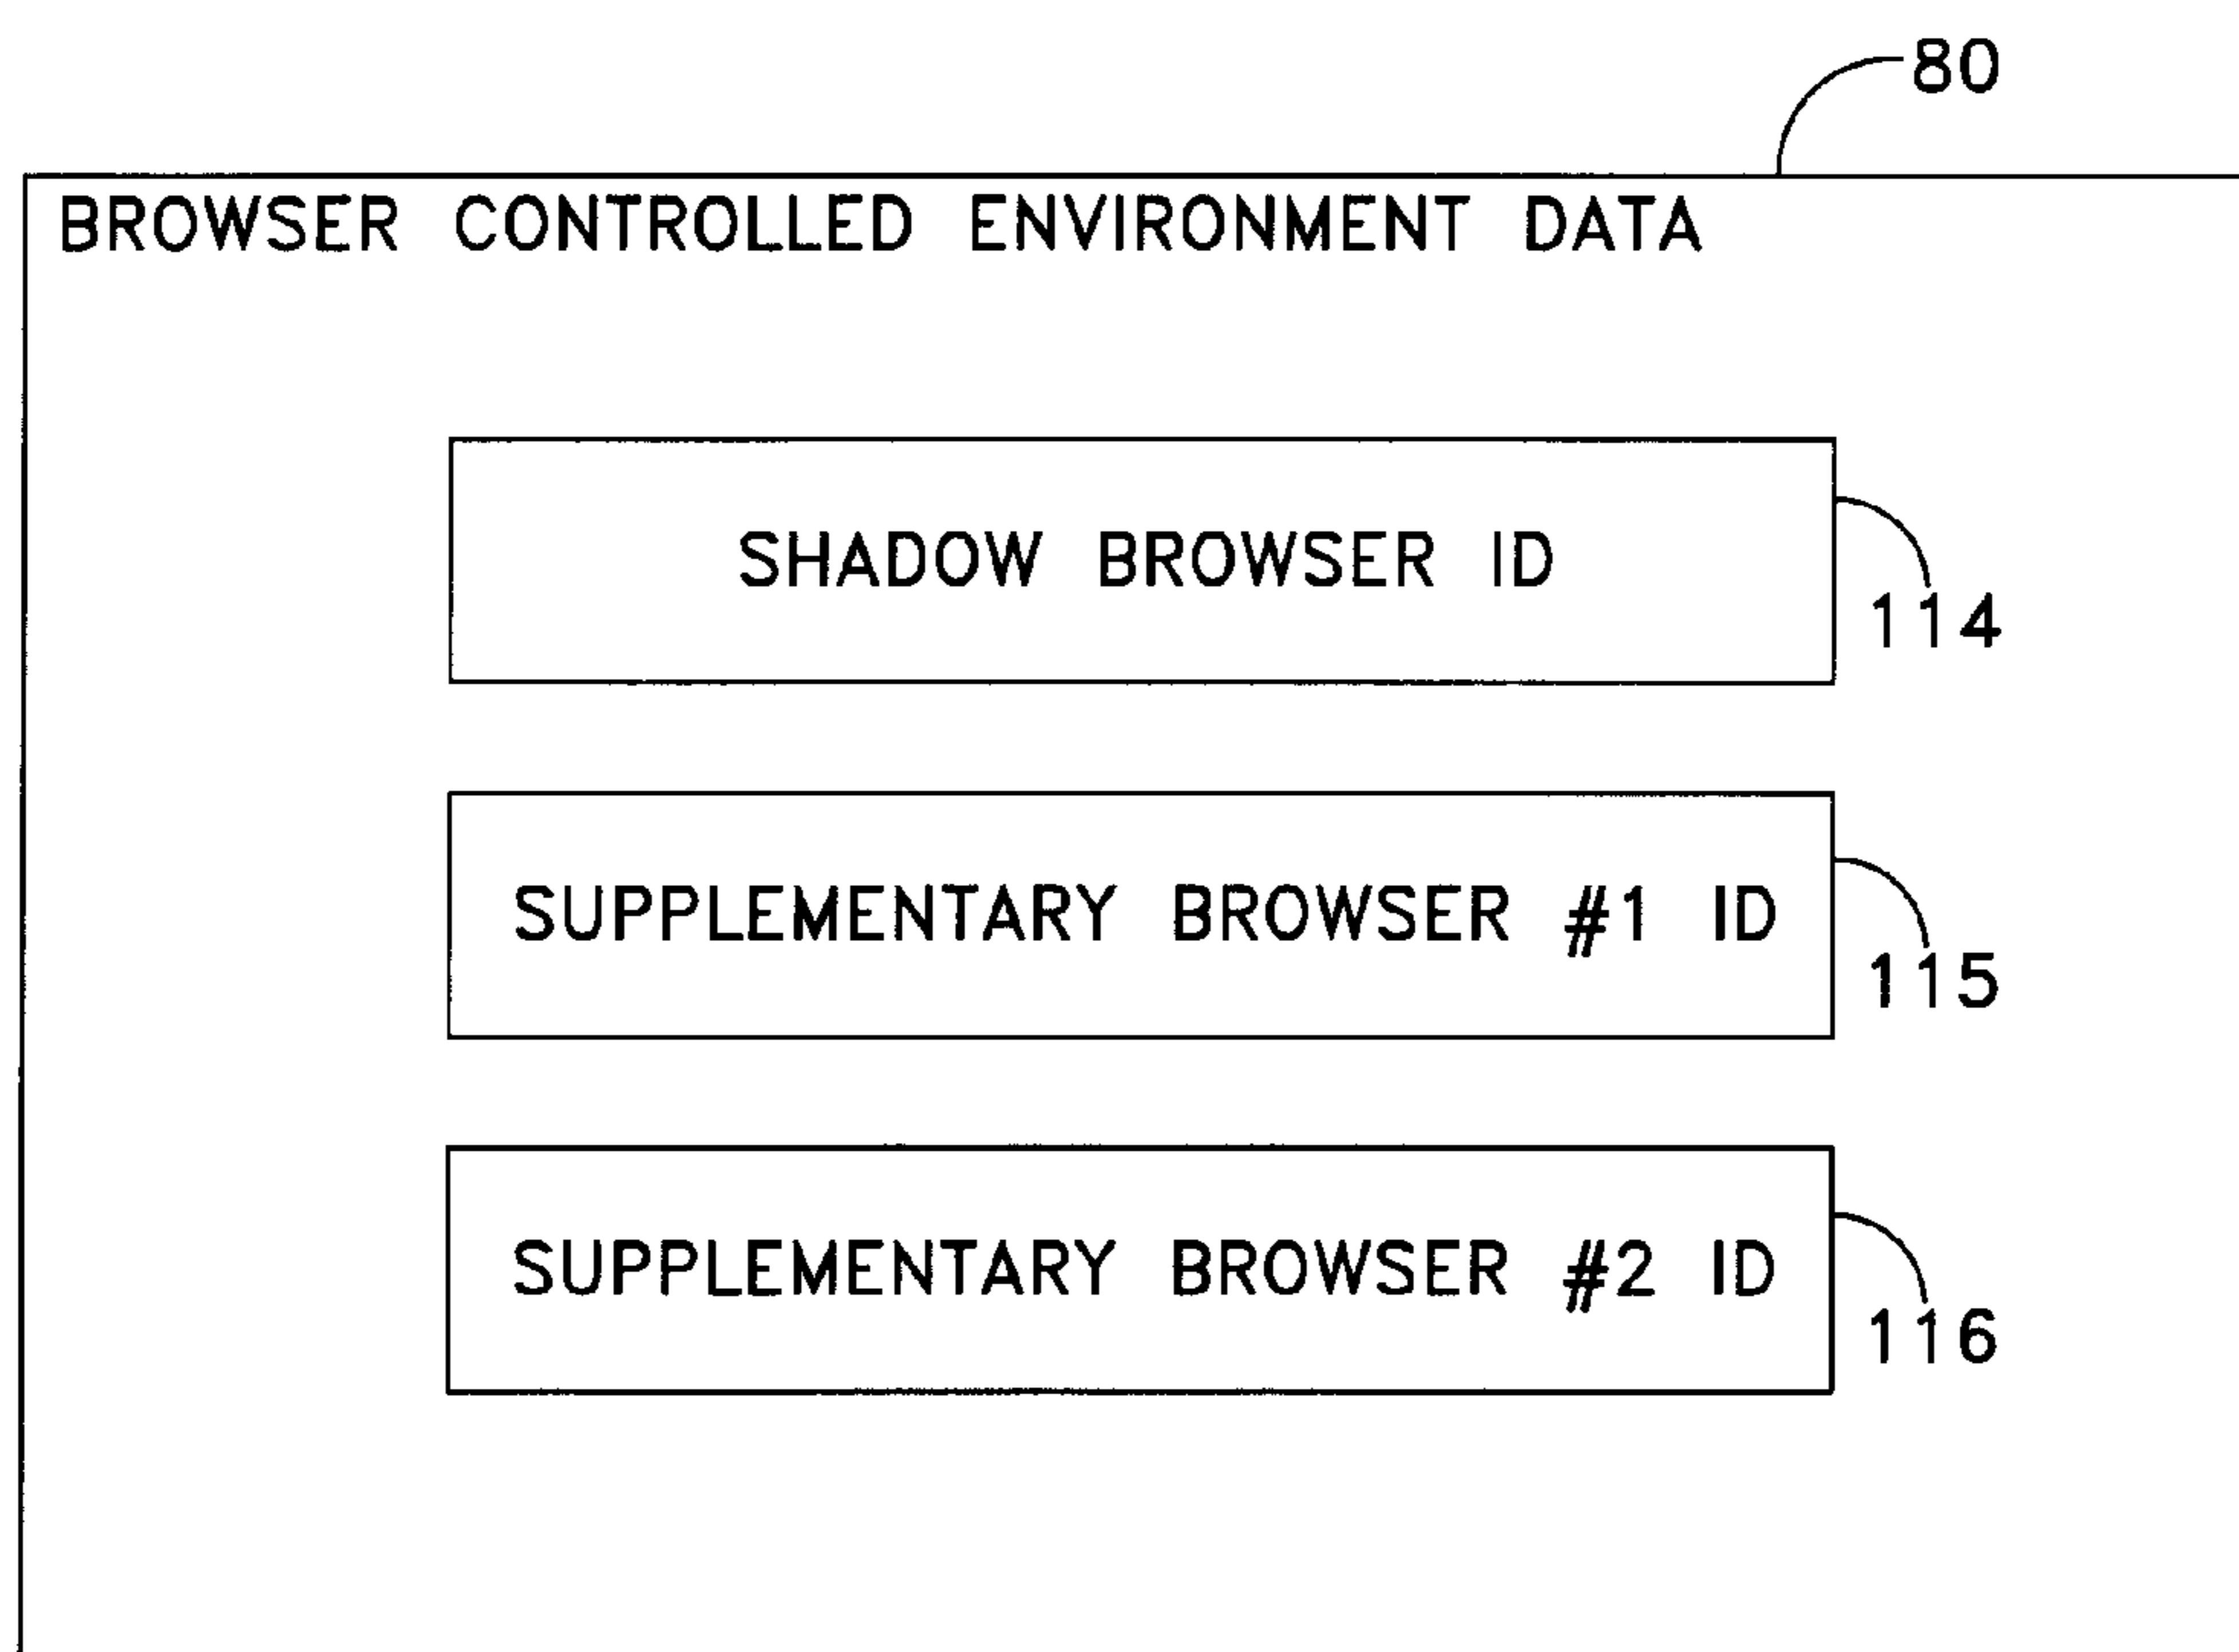 80
BROWSER CONTROLLED ENVIRONMENT DATA
SHADOW BROWSER ID
114
SUPPLEMENTARY BROWSER #1 ID
115
SUPPLEMENTARY BROWSER #2 ID
116